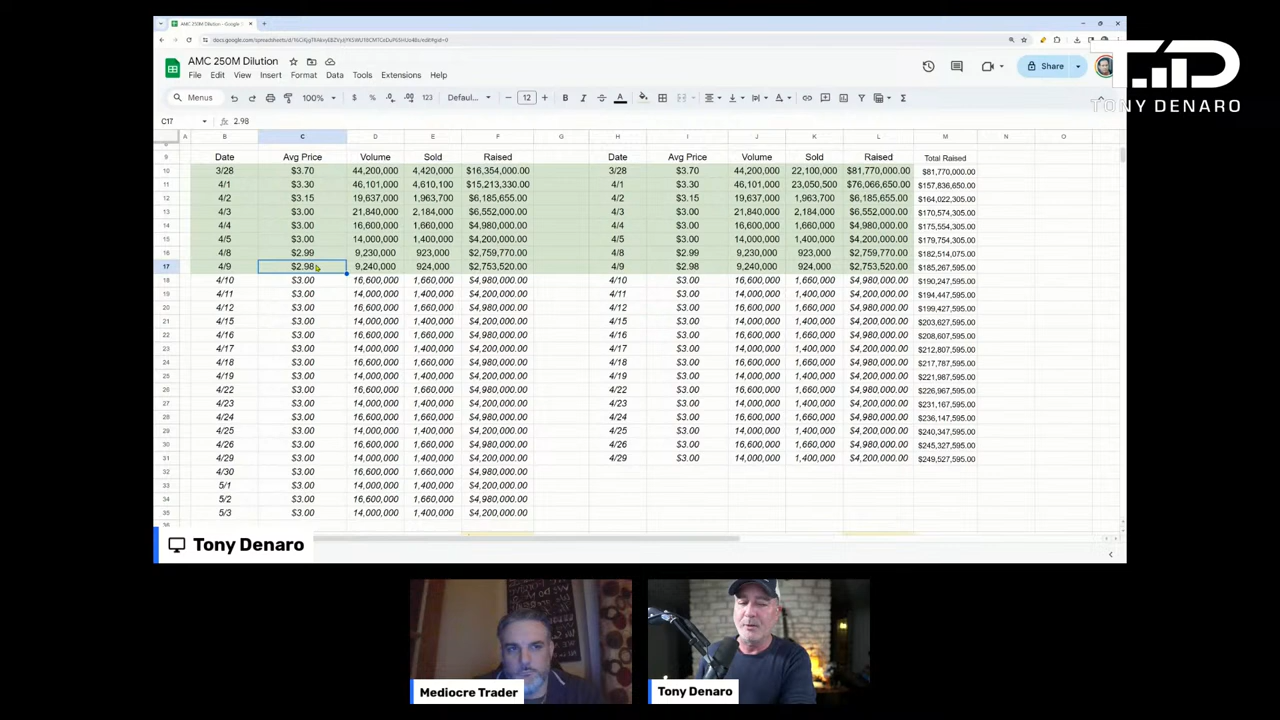 AMC 250M Dilution - Google S
AMC 250M Dilution
File Edit View Insert Format Data Tools Extensions Help
Share
TONY DENARO
Menus 100% $ % .0 .00 123 Defaul... 12 B I A
C17 fx 2.98
A B C D E F G H I J K L M N O
9 Date Avg Price Volume Sold Raised Date Avg Price Volume Sold Raised Total Raised
10 3/28 $3.70 44,200,000 4,420,000 $16,354,000.00 3/28 $3.70 44,200,000 22,100,000 $81,770,000.00 $81,770,000.00
11 4/1 $3.30 46,101,000 4,610,100 $15,213,330.00 4/1 $3.30 46,101,000 23,050,500 $76,066,650.00 $157,836,650.00
12 4/2 $3.15 19,637,000 1,963,700 $6,185,655.00 4/2 $3.15 19,637,000 1,963,700 $6,185,655.00 $164,022,305.00
13 4/3 $3.00 21,840,000 2,184,000 $6,552,000.00 4/3 $3.00 21,840,000 2,184,000 $6,552,000.00 $170,574,305.00
14 4/4 $3.00 16,600,000 1,660,000 $4,980,000.00 4/4 $3.00 16,600,000 1,660,000 $4,980,000.00 $175,554,305.00
15 4/5 $3.00 14,000,000 1,400,000 $4,200,000.00 4/5 $3.00 14,000,000 1,400,000 $4,200,000.00 $179,754,305.00
16 4/8 $2.99 9,230,000 923,000 $2,759,770.00 4/8 $2.99 9,230,000 923,000 $2,759,770.00 $182,514,075.00
17 4/9 $2.98 9,240,000 924,000 $2,753,520.00 4/9 $2.98 9,240,000 924,000 $2,753,520.00 $185,267,595.00
18 4/10 $3.00 16,600,000 1,660,000 $4,980,000.00 4/10 $3.00 16,600,000 1,660,000 $4,980,000.00 $190,247,595.00
19 4/11 $3.00 14,000,000 1,400,000 $4,200,000.00 4/11 $3.00 14,000,000 1,400,000 $4,200,000.00 $194,447,595.00
20 4/12 $3.00 16,600,000 1,660,000 $4,980,000.00 4/12 $3.00 16,600,000 1,660,000 $4,980,000.00 $199,427,595.00
21 4/15 $3.00 14,000,000 1,400,000 $4,200,000.00 4/15 $3.00 14,000,000 1,400,000 $4,200,000.00 $203,627,595.00
22 4/16 $3.00 16,600,000 1,660,000 $4,980,000.00 4/16 $3.00 16,600,000 1,660,000 $4,980,000.00 $208,607,595.00
23 4/17 $3.00 14,000,000 1,400,000 $4,200,000.00 4/17 $3.00 14,000,000 1,400,000 $4,200,000.00 $212,807,595.00
24 4/18 $3.00 16,600,000 1,660,000 $4,980,000.00 4/18 $3.00 16,600,000 1,660,000 $4,980,000.00 $217,787,595.00
25 4/19 $3.00 14,000,000 1,400,000 $4,200,000.00 4/19 $3.00 14,000,000 1,400,000 $4,200,000.00 $221,987,595.00
26 4/22 $3.00 16,600,000 1,660,000 $4,980,000.00 4/22 $3.00 16,600,000 1,660,000 $4,980,000.00 $226,967,595.00
27 4/23 $3.00 14,000,000 1,400,000 $4,200,000.00 4/23 $3.00 14,000,000 1,400,000 $4,200,000.00 $231,167,595.00
28 4/24 $3.00 16,600,000 1,660,000 $4,980,000.00 4/24 $3.00 16,600,000 1,660,000 $4,980,000.00 $236,147,595.00
29 4/25 $3.00 14,000,000 1,400,000 $4,200,000.00 4/25 $3.00 14,000,000 1,400,000 $4,200,000.00 $240,347,595.00
30 4/26 $3.00 16,600,000 1,660,000 $4,980,000.00 4/26 $3.00 16,600,000 1,660,000 $4,980,000.00 $245,327,595.00
31 4/29 $3.00 14,000,000 1,400,000 $4,200,000.00 4/29 $3.00 14,000,000 1,400,000 $4,200,000.00 $249,527,595.00
32 4/30 $3.00 16,600,000 1,660,000 $4,980,000.00
33 5/1 $3.00 14,000,000 1,400,000 $4,200,000.00
34 5/2 $3.00 16,600,000 1,660,000 $4,980,000.00
35 5/3 $3.00 14,000,000 1,400,000 $4,200,000.00
Tony Denaro
Mediocre Trader
Tony Denaro